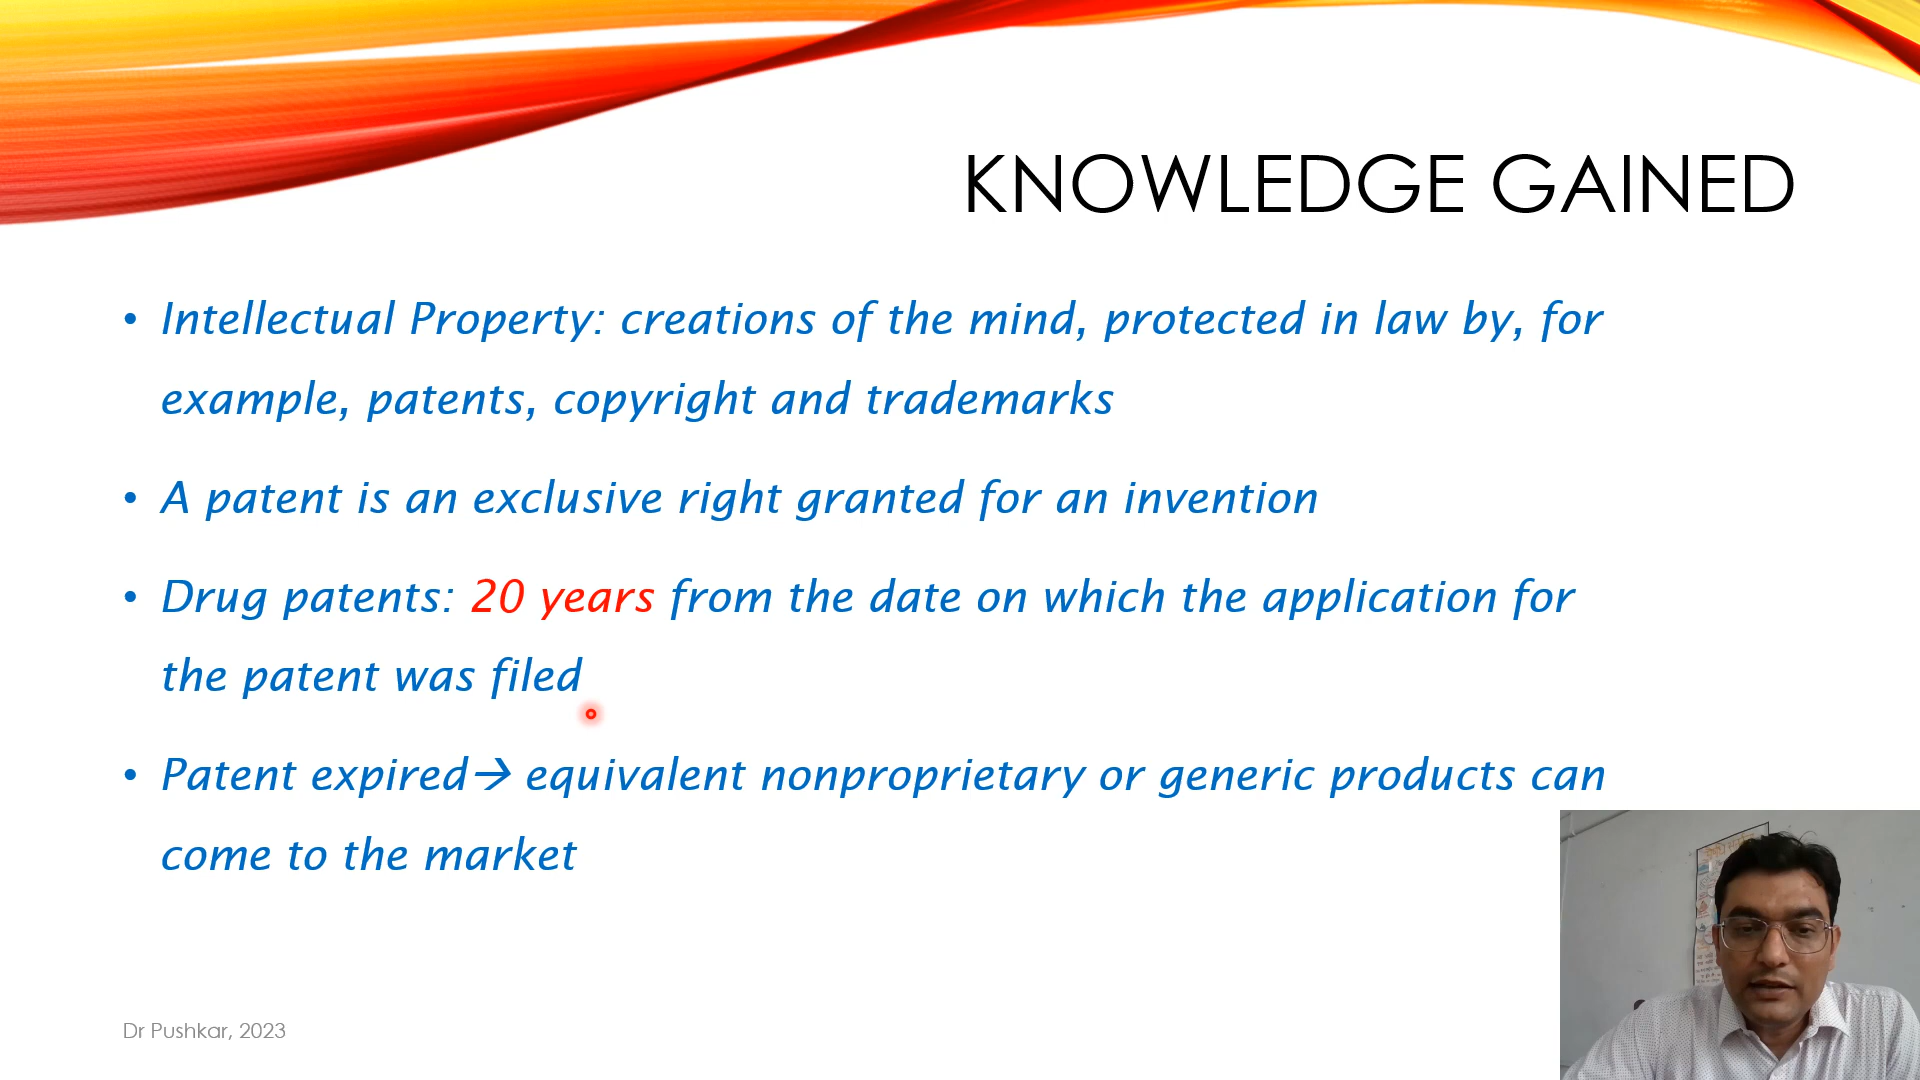 KNOWLEDGE GAINED
• Intellectual Property: creations of the mind, protected in law by, for
example, patents, copyright and trademarks
• A patent is an exclusive right granted for an invention
• Drug patents: 20 years from the date on which the application for
the patent was filed
• Patent expired→ equivalent nonproprietary or generic products can
come to the market
Dr Pushkar, 2023